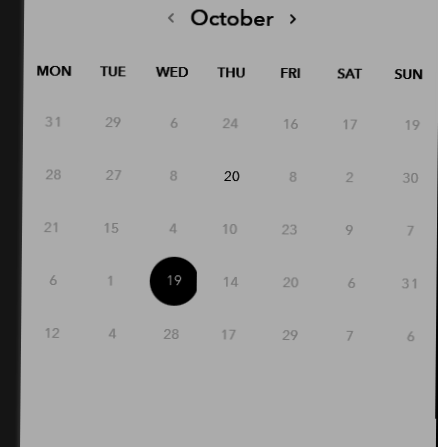 ‹ October ›
MON TUE WED THU FRI SAT SUN
31 29 6 24 16 17 19
28 27 8 20 8 2 30
21 15 4 10 23 9 7
6 1 19 14 20 6 31
12 4 28 17 29 7 6